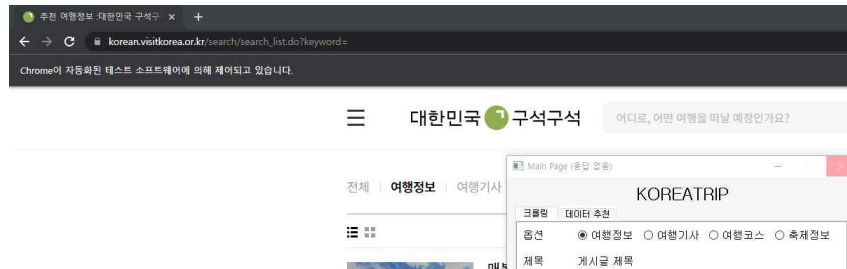 추천 여행정보 :대한민국 구석구
korean.visitkorea.or.kr/search/search_list.do?keyword=
Chrome이 자동화된 테스트 소프트웨어에 의해 제어되고 있습니다.
대한민국 구석구석
어디로, 어떤 여행을 떠날 예정인가요?
전체 여행정보 여행기사
Main Page (응답 없음)
KOREATRIP
크롤링 데이터 추천
옵션 여행정보 여행기사 여행코스 축제정보
제목 게시글 제목